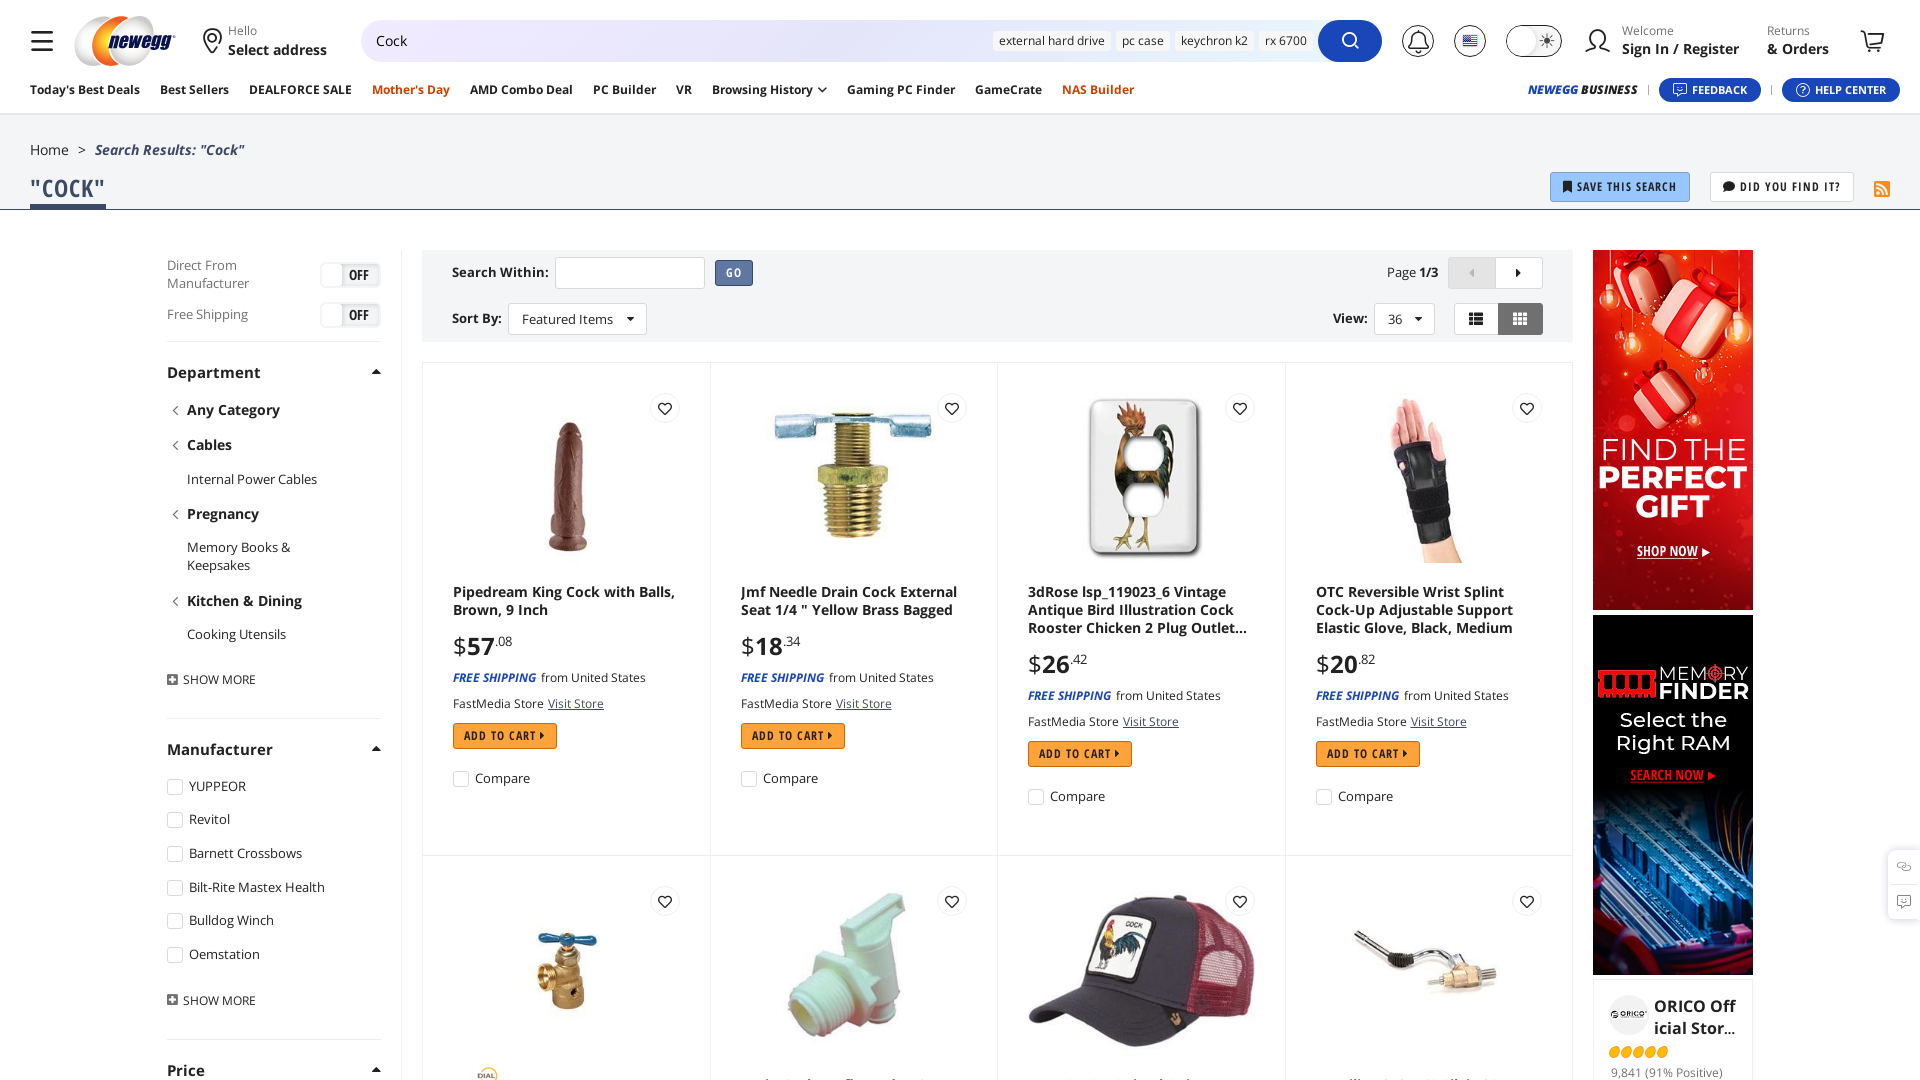 newegg
Hello
Select address
Cock
external hard drive
pc case
keychron k2
rx 6700
Welcome
Sign In / Register
Returns
& Orders
Today's Best Deals
Best Sellers
DEALFORCE SALE
Mother's Day
AMD Combo Deal
PC Builder
VR
Browsing History
Gaming PC Finder
GameCrate
NAS Builder
NEWEGG BUSINESS
FEEDBACK
HELP CENTER
Home > Search Results: "Cock"
"COCK"
SAVE THIS SEARCH
DID YOU FIND IT?
Direct From
Manufacturer
OFF
Free Shipping
OFF
Department
Any Category
Cables
Internal Power Cables
Pregnancy
Memory Books &
Keepsakes
Kitchen & Dining
Cooking Utensils
SHOW MORE
Manufacturer
YUPPEOR
Revitol
Barnett Crossbows
Bilt-Rite Mastex Health
Bulldog Winch
Oemstation
SHOW MORE
Price
Search Within:
GO
Page 1/3
Sort By:
Featured Items
View:
36
Pipedream King Cock with Balls,
Brown, 9 Inch
$57.08
FREE SHIPPING from United States
FastMedia Store Visit Store
ADD TO CART
Compare
Jmf Needle Drain Cock External
Seat 1/4 " Yellow Brass Bagged
$18.34
FREE SHIPPING from United States
FastMedia Store Visit Store
ADD TO CART
Compare
3dRose lsp_119023_6 Vintage
Antique Bird Illustration Cock
Rooster Chicken 2 Plug Outlet...
$26.42
FREE SHIPPING from United States
FastMedia Store Visit Store
ADD TO CART
Compare
OTC Reversible Wrist Splint
Cock-Up Adjustable Support
Elastic Glove, Black, Medium
$20.82
FREE SHIPPING from United States
FastMedia Store Visit Store
ADD TO CART
Compare
DIAL
COCK
FIND THE
PERFECT
GIFT
SHOP NOW
MEMORY
FINDER
Select the
Right RAM
SEARCH NOW
ORICO
ORICO Off
icial Stor...
9,841 (91% Positive)